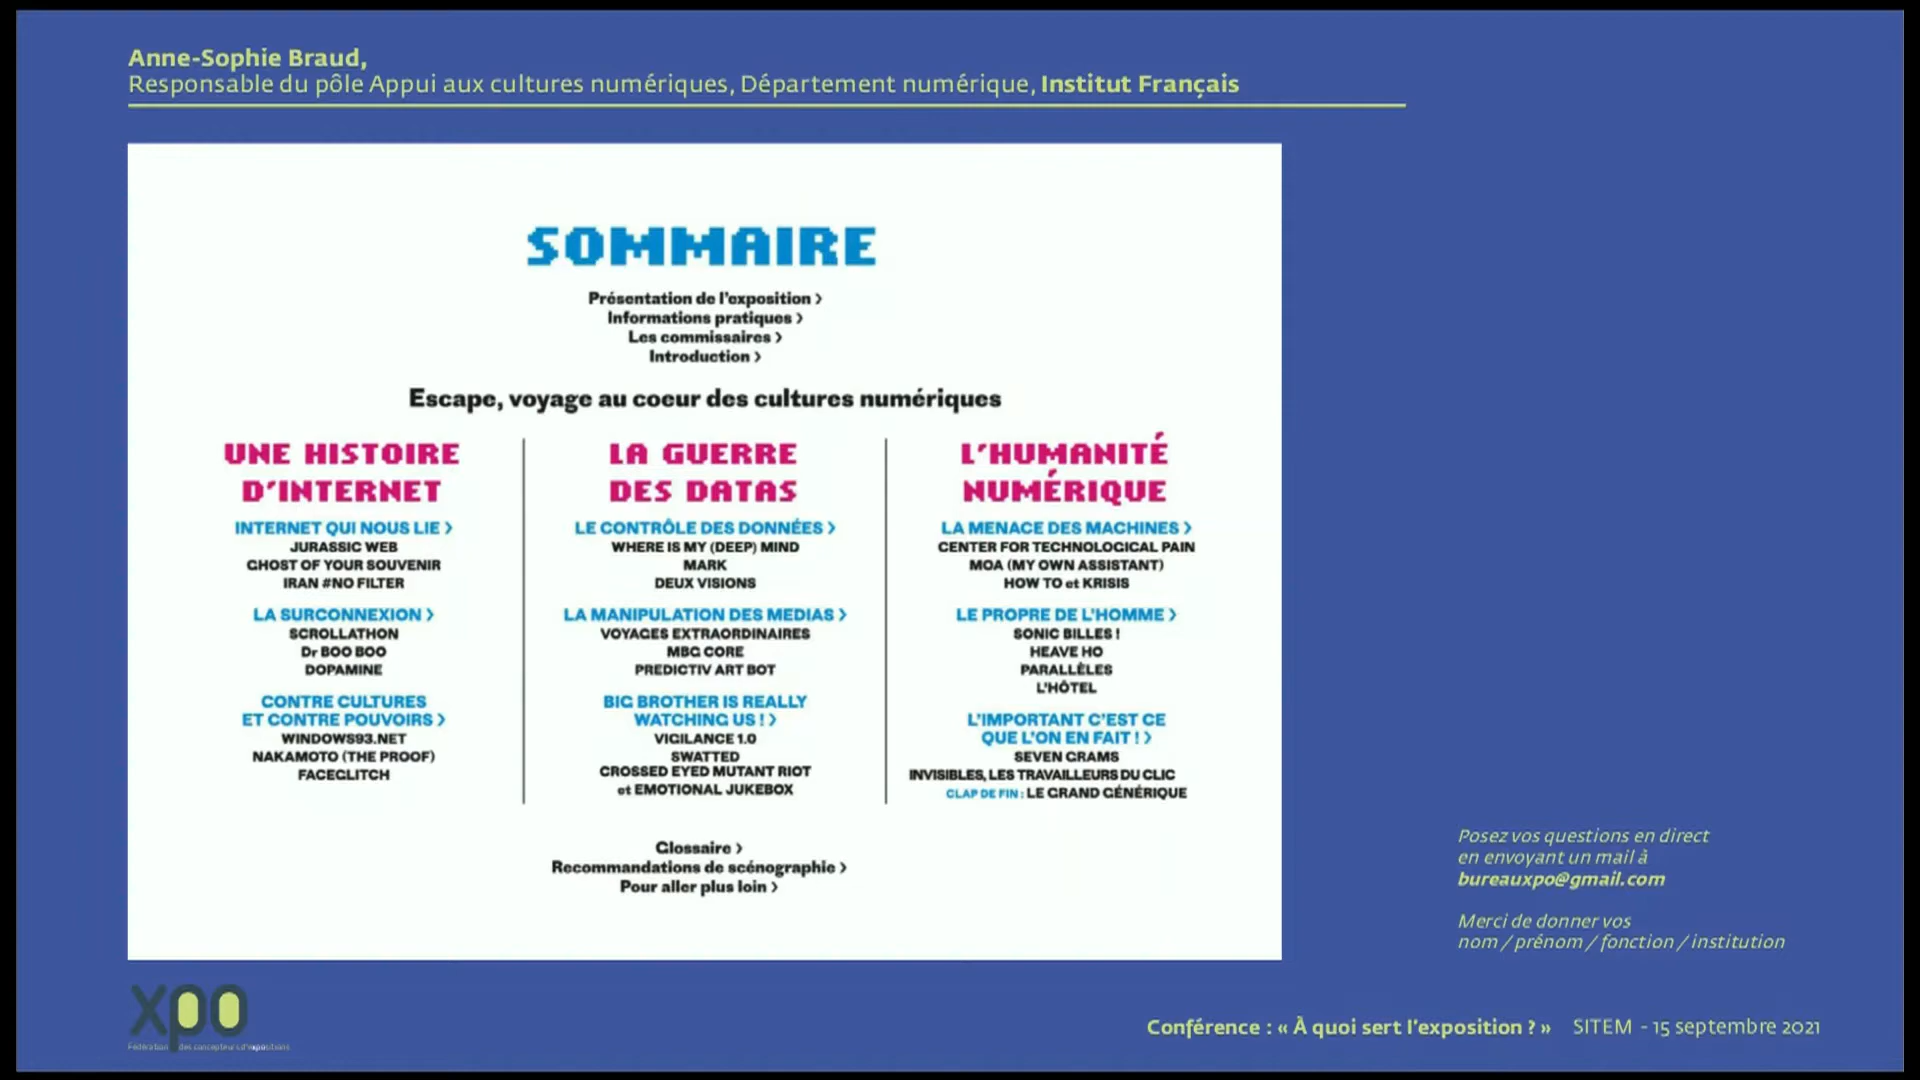 Anne-Sophie Braud,
Responsable du pôle Appui aux cultures numériques, Département numérique, Institut Français
SOMMAIRE
Présentation de l'exposition >
Informations pratiques >
Les commissaires >
Introduction >
Escape, voyage au coeur des cultures numériques
UNE HISTOIRE
D'INTERNET
INTERNET QUI NOUS LIE >
JURASSIC WEB
GHOST OF YOUR SOUVENIR
IRAN #NO FILTER
LA SURCONNEXION >
SCROLLATHON
Dr BOO BOO
DOPAMINE
CONTRE CULTURES
ET CONTRE POUVOIRS >
WINDOWS93.NET
NAKAMOTO (THE PROOF)
FACEGLITCH
LA GUERRE
DES DATAS
LE CONTRÔLE DES DONNÉES >
WHERE IS MY (DEEP) MIND
MARK
DEUX VISIONS
LA MANIPULATION DES MEDIAS >
VOYAGES EXTRAORDINAIRES
MBG CORE
PREDICTIV ART BOT
BIG BROTHER IS REALLY
WATCHING US ! >
VIGILANCE 1.0
SWATTED
CROSSED EYED MUTANT RIOT
et EMOTIONAL JUKEBOX
L'HUMANITÉ
NUMÉRIQUE
LA MENACE DES MACHINES >
CENTER FOR TECHNOLOGICAL PAIN
MOA (MY OWN ASSISTANT)
HOW TO et KRISIS
LE PROPRE DE L'HOMME >
SONIC BILLES !
HEAVE HO
PARALLÈLES
L'HÔTEL
L'IMPORTANT C'EST CE
QUE L'ON EN FAIT ! >
SEVEN GRAMS
INVISIBLES, LES TRAVAILLEURS DU CLIC
CLAP DE FIN : LE GRAND GÉNÉRIQUE
Glossaire >
Recommandations de scénographie >
Pour aller plus loin >
Posez vos questions en direct
en envoyant un mail à
bureauxpo@gmail.com
Merci de donner vos
nom / prénom / fonction / institution
xpo
Fédération des concepteurs d'expositions
Conférence : « À quoi sert l'exposition ? » SITEM - 15 septembre 2021